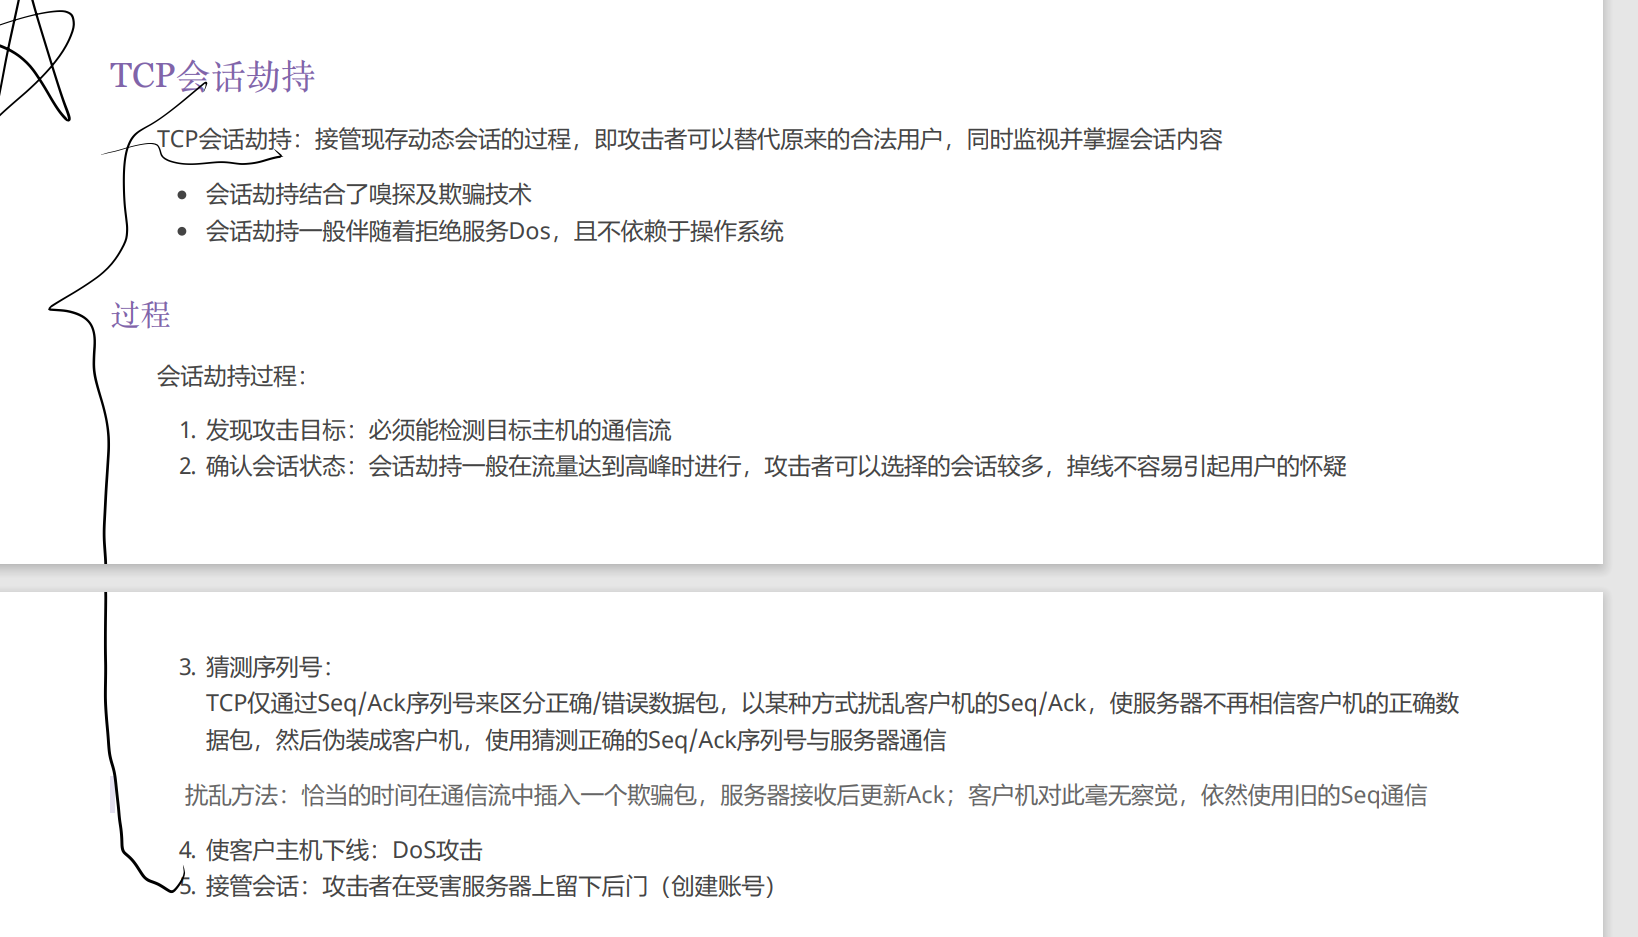 TCP会话劫持
TCP会话劫持：接管现存动态会话的过程，即攻击者可以替代原来的合法用户，同时监视并掌握会话内容
会话劫持结合了嗅探及欺骗技术
会话劫持一般伴随着拒绝服务Dos，且不依赖于操作系统
过程
会话劫持过程：
1. 发现攻击目标：必须能检测目标主机的通信流
2. 确认会话状态：会话劫持一般在流量达到高峰时进行，攻击者可以选择的会话较多，掉线不容易引起用户的怀疑
3. 猜测序列号：
TCP仅通过Seq/Ack序列号来区分正确/错误数据包，以某种方式扰乱客户机的Seq/Ack，使服务器不再相信客户机的正确数
据包，然后伪装成客户机，使用猜测正确的Seq/Ack序列号与服务器通信
扰乱方法：恰当的时间在通信流中插入一个欺骗包，服务器接收后更新Ack；客户机对此毫无察觉，依然使用旧的Seq通信
4. 使客户主机下线：DoS攻击
5. 接管会话：攻击者在受害服务器上留下后门（创建账号）